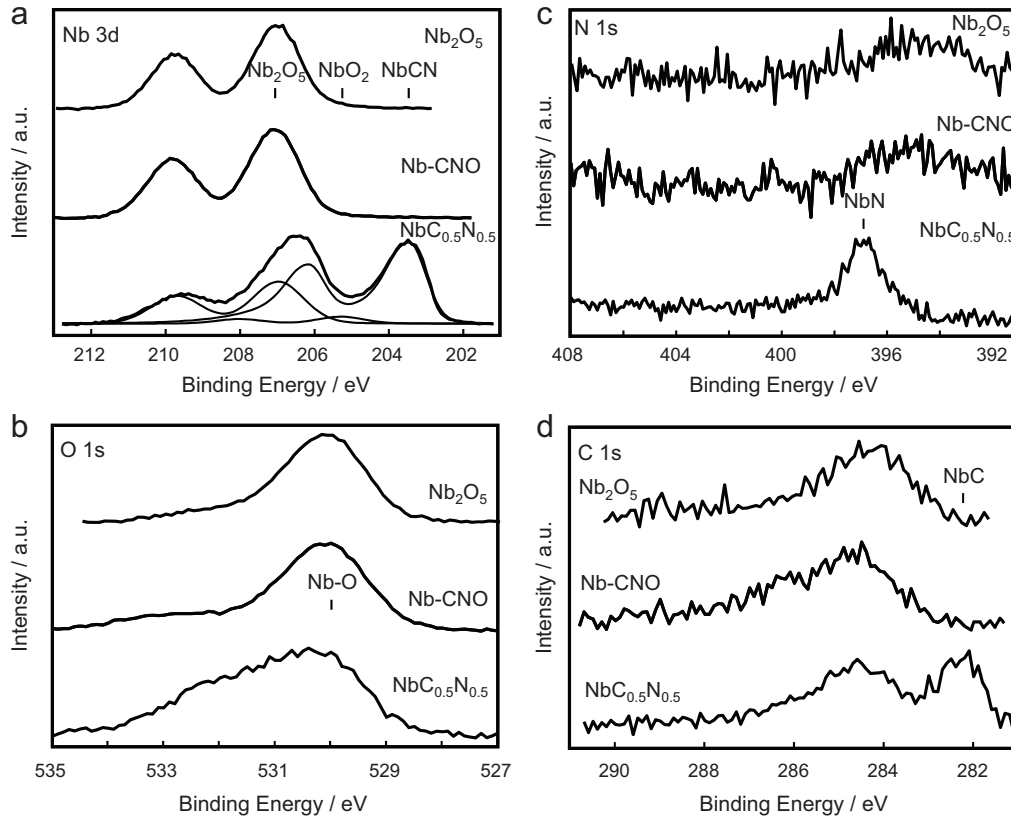 a
Nb 3d
Nb₂O₅
Nb₂O₅ NbO₂ NbCN
Nb-CNO
NbC₀.₅N₀.₅
Intensity / a.u.
212 210 208 206 204 202
Binding Energy / eV
c
N 1s
Nb₂O₅
Nb-CNO
NbN
NbC₀.₅N₀.₅
Intensity / a.u.
408 404 400 396 392
Binding Energy / eV
b
O 1s
Nb₂O₅
Nb-CNO
Nb-O
NbC₀.₅N₀.₅
Intensity / a.u.
535 533 531 529 527
Binding Energy / eV
d
C 1s
Nb₂O₅
NbC
Nb-CNO
NbC₀.₅N₀.₅
Intensity / a.u.
290 288 286 284 282
Binding Energy / eV